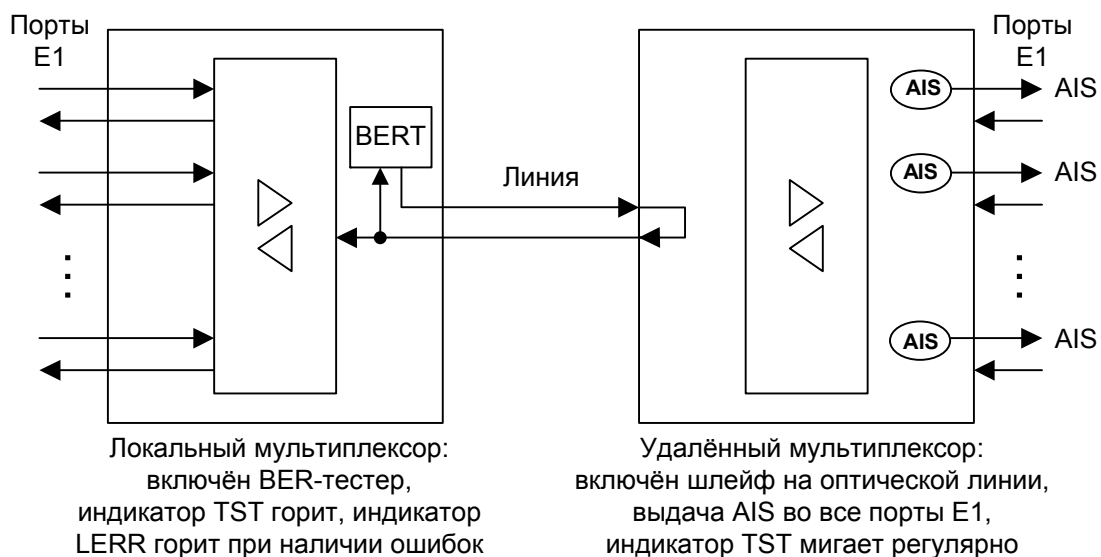 Порты
E1
Порты
E1
AIS
AIS
BERT
AIS
AIS
Линия
AIS
AIS
Локальный мультиплексор:
включён BER-тестер,
индикатор TST горит, индикатор
LERR горит при наличии ошибок
Удалённый мультиплексор:
включён шлейф на оптической линии,
выдача AIS во все порты E1,
индикатор TST мигает регулярно